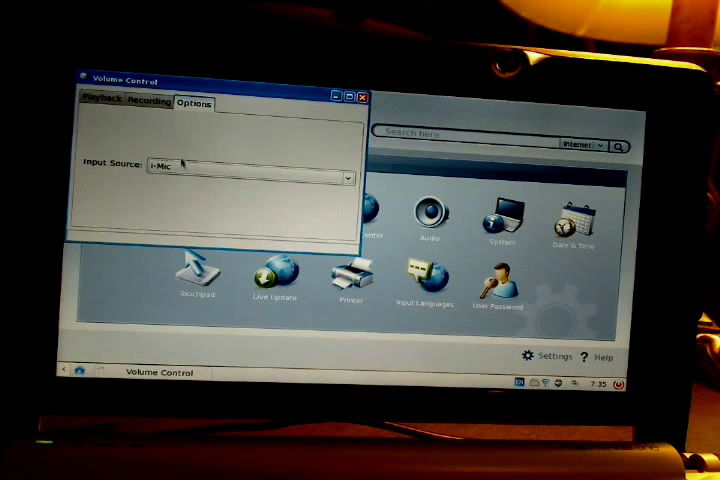 Volume Control
Playback Recording Options
Input Source: i-Mic
Search here
Internet
Audio
System
Date & Time
Touchpad
Live Update
Printer
Input Languages
User Password
Settings ? Help
Volume Control
EN
7:35